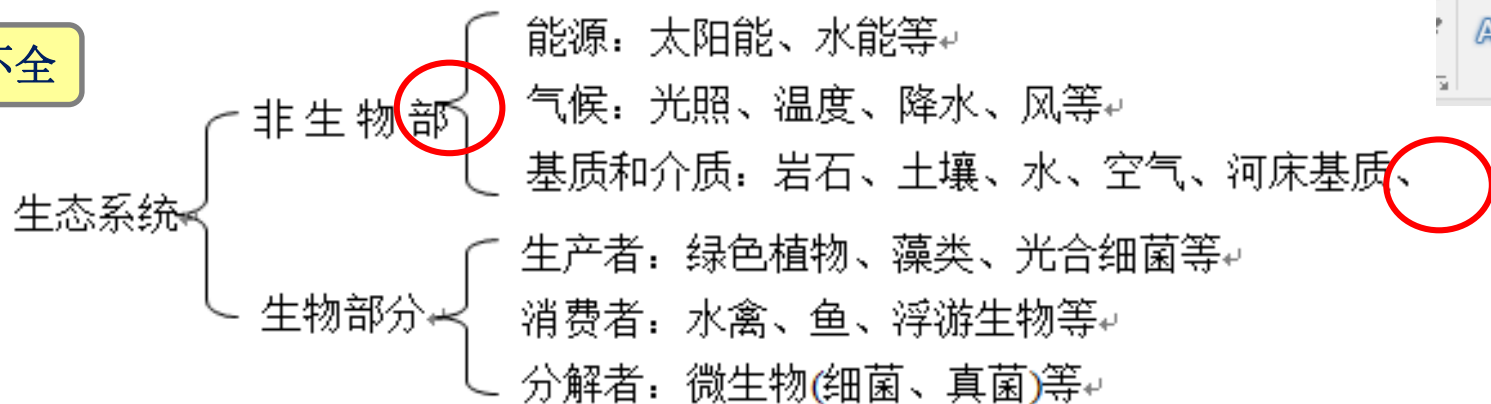 不全
能源：太阳能、水能等
气候：光照、温度、降水、风等
非生物部
基质和介质：岩石、土壤、水、空气、河床基质、
生态系统
生产者：绿色植物、藻类、光合细菌等
生物部分
消费者：水禽、鱼、浮游生物等
分解者：微生物(细菌、真菌)等